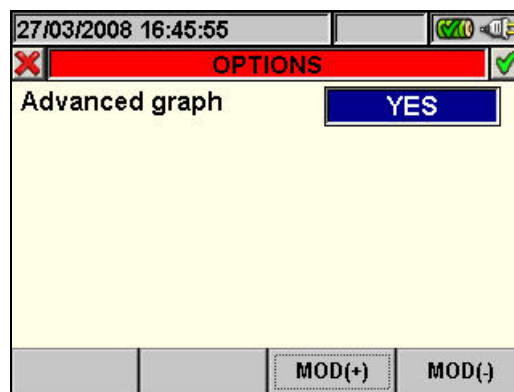 27/03/2008 16:45:55
OPTIONS
Advanced graph YES
MOD(+) MOD(-)